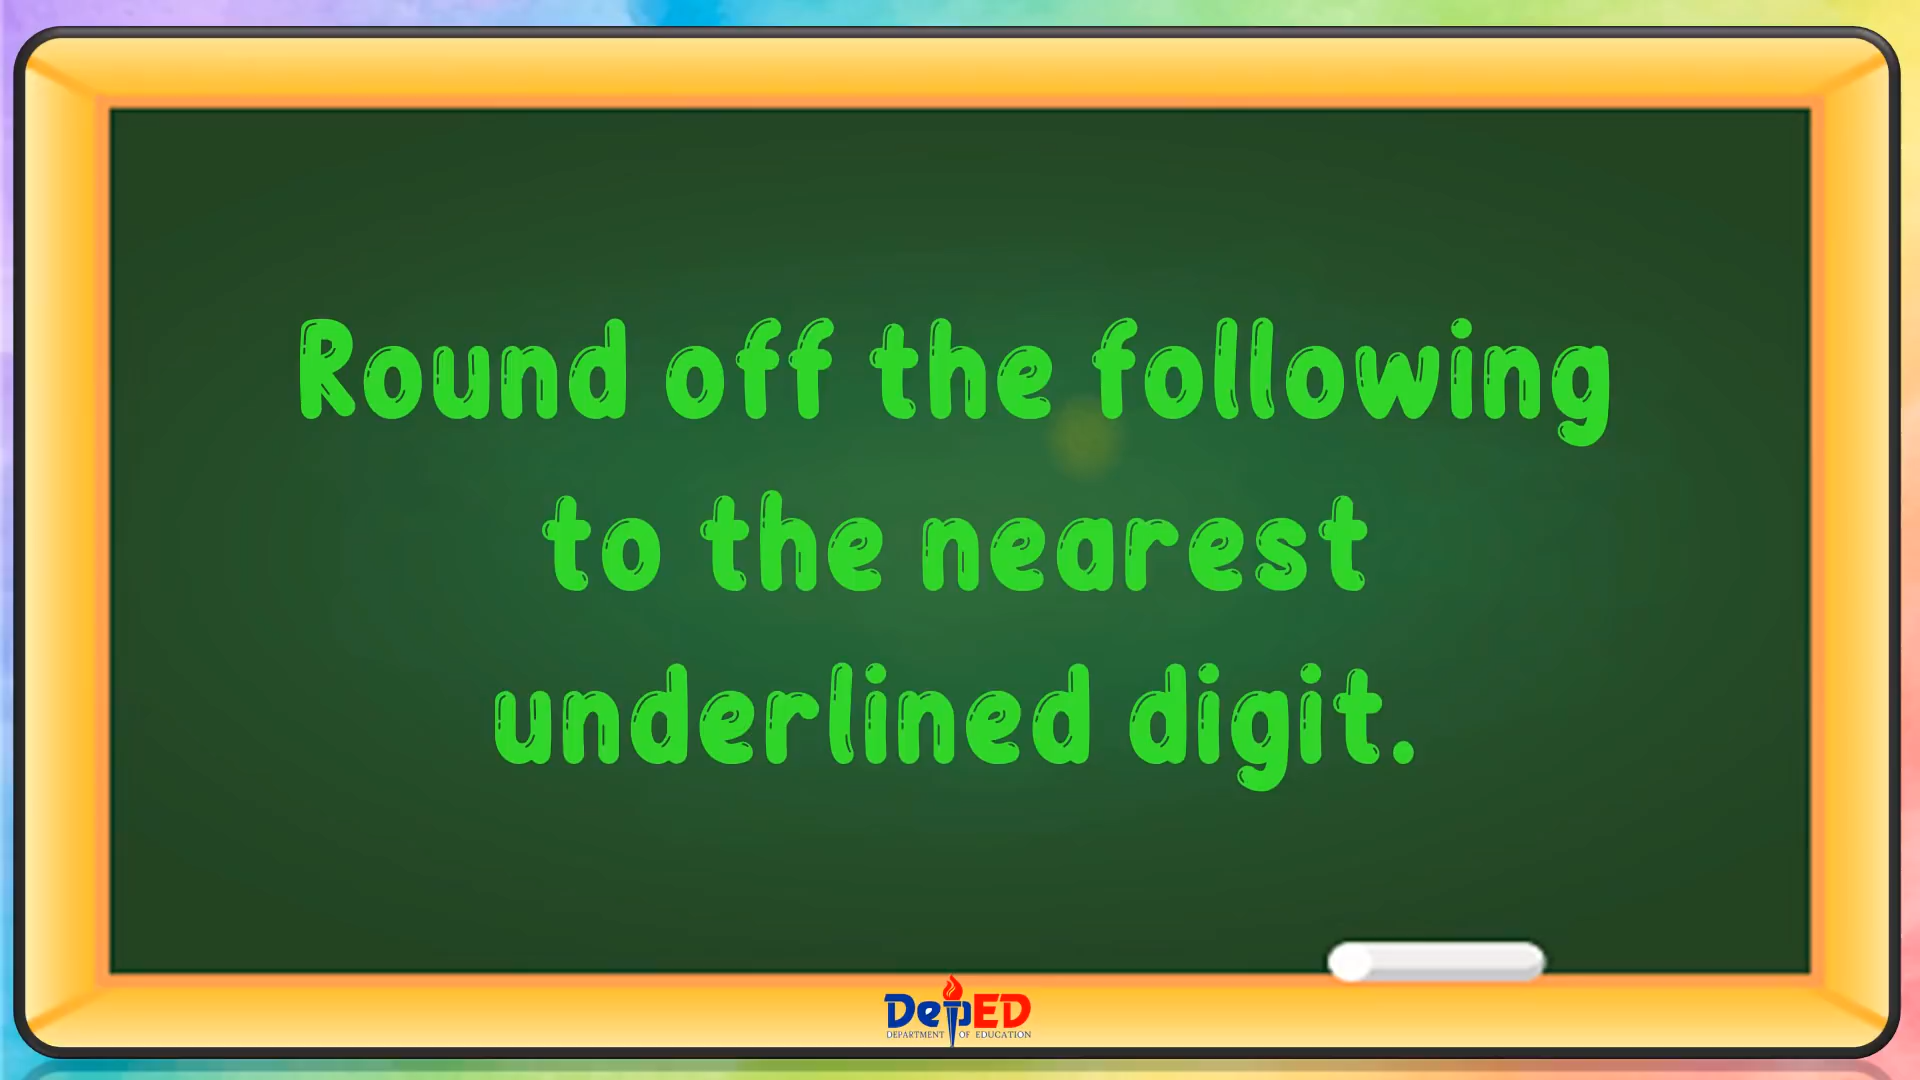 Round off the following
to the nearest
underlined digit.
DepED
DEPARTMENT OF EDUCATION